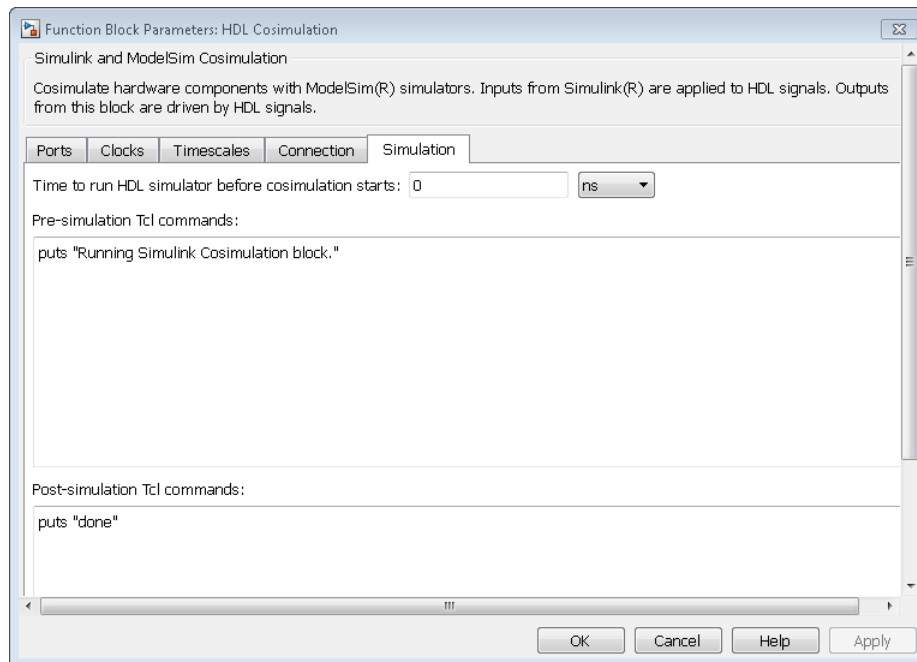 Function Block Parameters: HDL Cosimulation
Simulink and ModelSim Cosimulation
Cosimulate hardware components with ModelSim(R) simulators. Inputs from Simulink(R) are applied to HDL signals. Outputs
from this block are driven by HDL signals.
Ports Clocks Timescales Connection Simulation
Time to run HDL simulator before cosimulation starts: 0 ns
Pre-simulation Tcl commands:
puts "Running Simulink Cosimulation block."
Post-simulation Tcl commands:
puts "done"
OK Cancel Help Apply